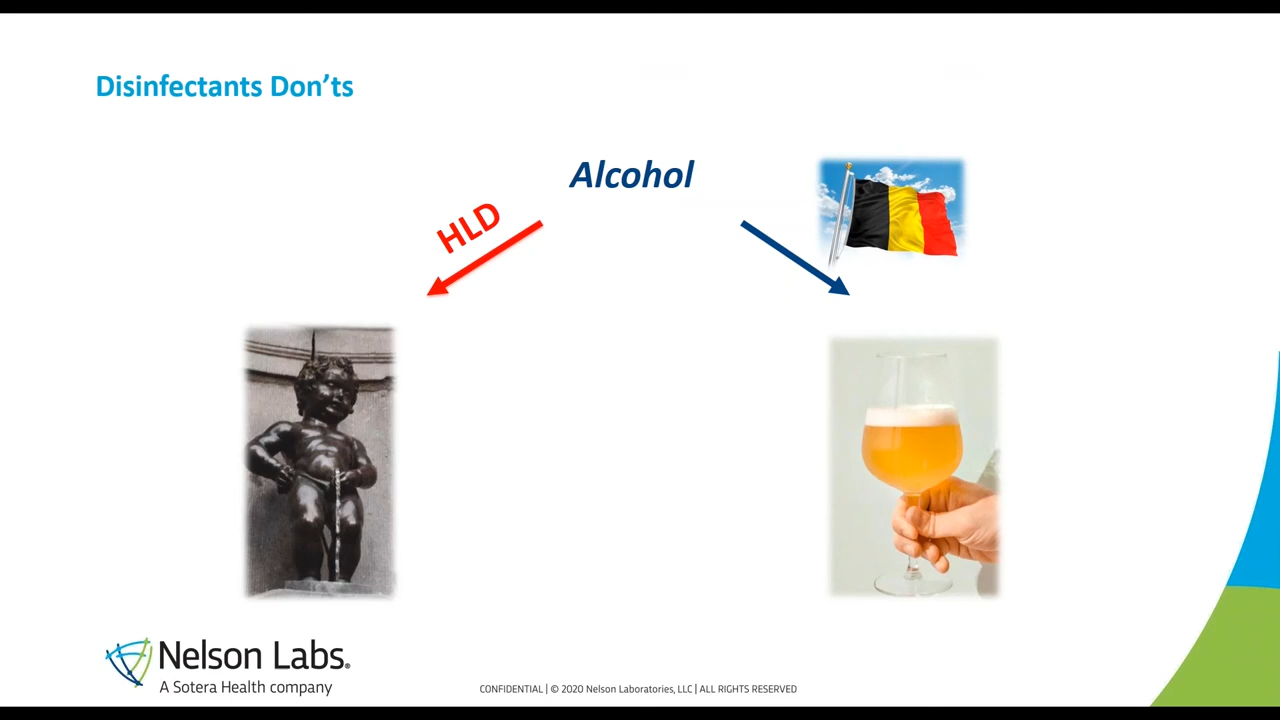 Disinfectants Don'ts
Alcohol
HLD
Nelson Labs®
A Sotera Health company
CONFIDENTIAL | © 2020 Nelson Laboratories, LLC | ALL RIGHTS RESERVED